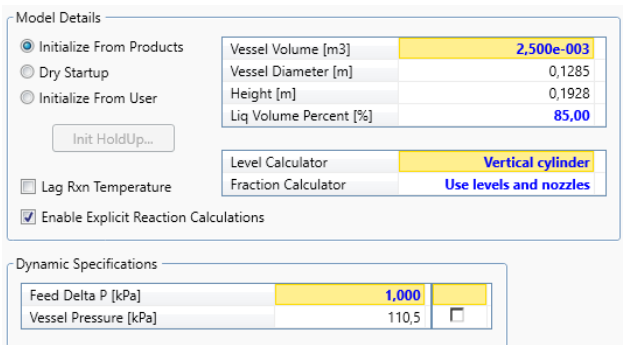 Model Details
Initialize From Products
Dry Startup
Initialize From User
Init HoldUp...
Lag Rxn Temperature
Enable Explicit Reaction Calculations
Vessel Volume [m3] 2,500e-003
Vessel Diameter [m] 0,1285
Height [m] 0,1928
Liq Volume Percent [%] 85,00
Level Calculator Vertical cylinder
Fraction Calculator Use levels and nozzles
Dynamic Specifications
Feed Delta P [kPa] 1,000
Vessel Pressure [kPa] 110,5